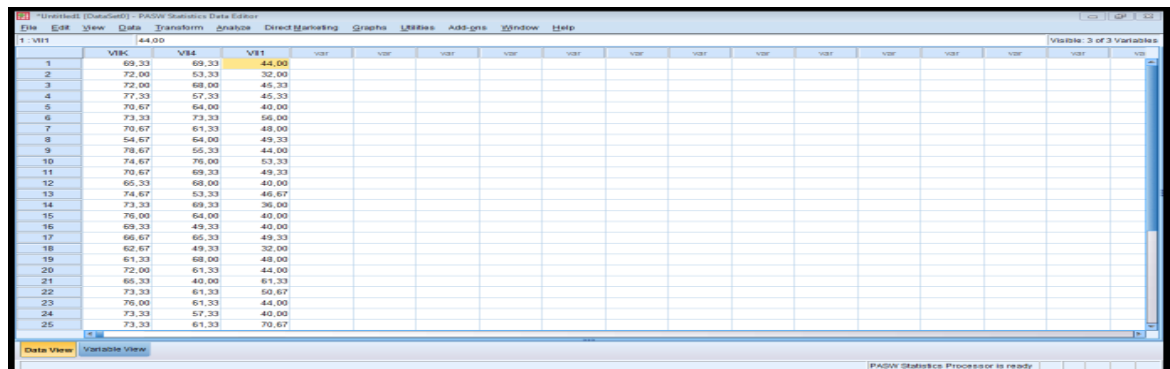 *Untitled1 [DataSet0] - PASW Statistics Data Editor
File Edit View Data Transform Analyze Direct Marketing Graphs Utilities Add-ons Window Help
1 : VII1 44,00 Visible: 3 of 3 Variables
VIIK VII4 VII1 var var var var var var var var var var var va
1 69,33 69,33 44,00
2 72,00 53,33 32,00
3 72,00 68,00 45,33
4 77,33 57,33 45,33
5 70,67 64,00 40,00
6 73,33 73,33 56,00
7 70,67 61,33 48,00
8 54,67 64,00 49,33
9 78,67 55,33 44,00
10 74,67 76,00 53,33
11 70,67 69,33 49,33
12 65,33 68,00 40,00
13 74,67 53,33 46,67
14 73,33 69,33 36,00
15 76,00 64,00 40,00
16 69,33 49,33 40,00
17 66,67 65,33 49,33
18 62,67 49,33 32,00
19 61,33 68,00 48,00
20 72,00 61,33 44,00
21 65,33 40,00 61,33
22 73,33 61,33 50,67
23 76,00 61,33 44,00
24 73,33 57,33 40,00
25 73,33 61,33 70,67
Data View Variable View
PASW Statistics Processor is ready